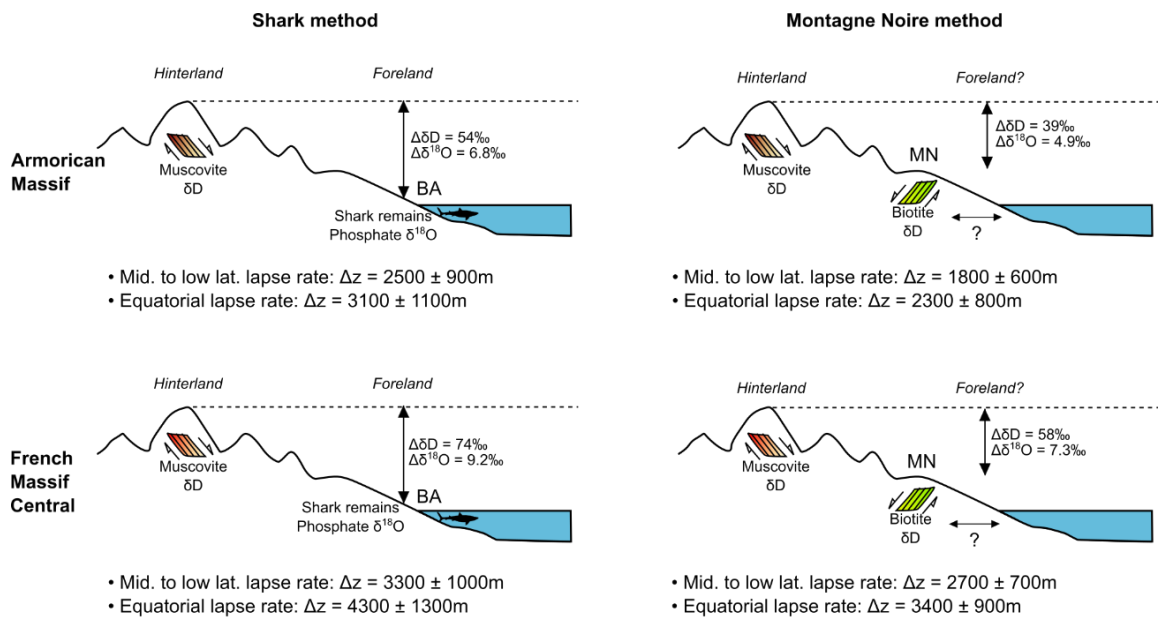 Shark method
Montagne Noire method
Armorican
Massif
Hinterland
Foreland
ΔδD = 54‰
Δδ¹⁸O = 6.8‰
Muscovite
δD
BA
Shark remains
Phosphate δ¹⁸O
• Mid. to low lat. lapse rate: Δz = 2500 ± 900m
• Equatorial lapse rate: Δz = 3100 ± 1100m
Hinterland
Foreland?
ΔδD = 39‰
Δδ¹⁸O = 4.9‰
Muscovite
δD
MN
Biotite
δD
?
• Mid. to low lat. lapse rate: Δz = 1800 ± 600m
• Equatorial lapse rate: Δz = 2300 ± 800m
French
Massif
Central
Hinterland
Foreland
ΔδD = 74‰
Δδ¹⁸O = 9.2‰
Muscovite
δD
BA
Shark remains
Phosphate δ¹⁸O
• Mid. to low lat. lapse rate: Δz = 3300 ± 1000m
• Equatorial lapse rate: Δz = 4300 ± 1300m
Hinterland
Foreland?
ΔδD = 58‰
Δδ¹⁸O = 7.3‰
Muscovite
δD
MN
Biotite
δD
?
• Mid. to low lat. lapse rate: Δz = 2700 ± 700m
• Equatorial lapse rate: Δz = 3400 ± 900m